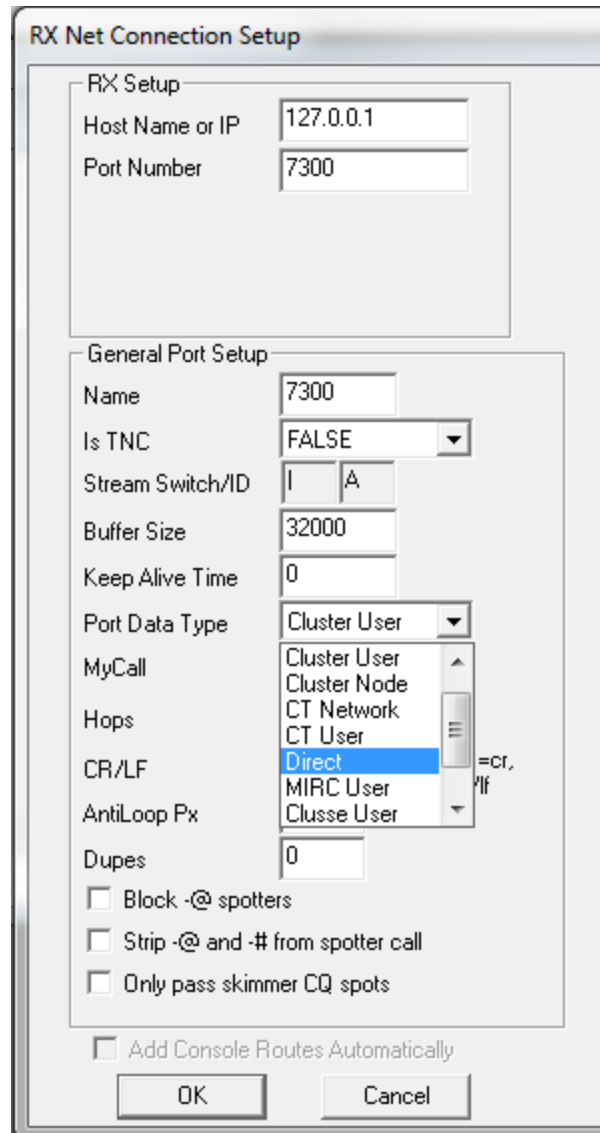 RX Net Connection Setup
RX Setup
Host Name or IP 127.0.0.1
Port Number 7300
General Port Setup
Name 7300
Is TNC FALSE
Stream Switch/ID | A
Buffer Size 32000
Keep Alive Time 0
Port Data Type Cluster User
MyCall
Cluster User
Cluster Node
CT Network
CT User
Direct
MIRC User
Clusse User
Hops
CR/LF =cr,
/lf
AntiLoop Px
Dupes 0
Block -@ spotters
Strip -@ and -# from spotter call
Only pass skimmer CQ spots
Add Console Routes Automatically
OK Cancel